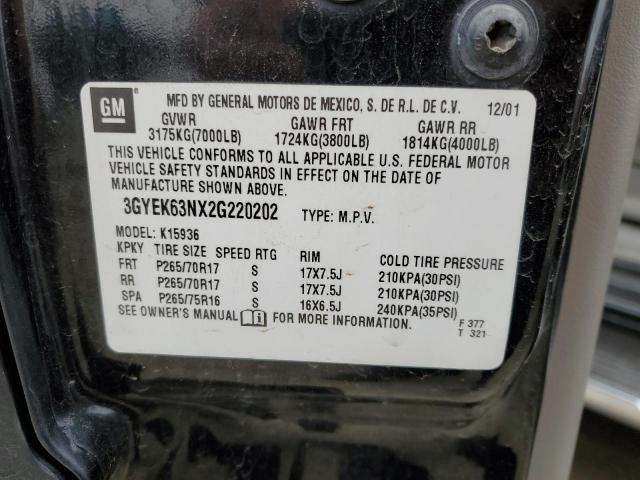 GM
MFD BY GENERAL MOTORS DE MEXICO, S. DE R.L. DE C.V. 12/01
GVWR GAWR FRT GAWR RR
3175KG(7000LB) 1724KG(3800LB) 1814KG(4000LB)
THIS VEHICLE CONFORMS TO ALL APPLICABLE U.S. FEDERAL MOTOR
VEHICLE SAFETY STANDARDS IN EFFECT ON THE DATE OF
MANUFACTURE SHOWN ABOVE.
3GYEK63NX2G220202 TYPE: M.P.V.
MODEL: K15936
KPKY TIRE SIZE SPEED RTG RIM COLD TIRE PRESSURE
FRT P265/70R17 S 17X7.5J 210KPA(30PSI)
RR P265/70R17 S 17X7.5J 210KPA(30PSI)
SPA P265/75R16 S 16X6.5J 240KPA(35PSI)
SEE OWNER'S MANUAL FOR MORE INFORMATION.
F 377
T 321